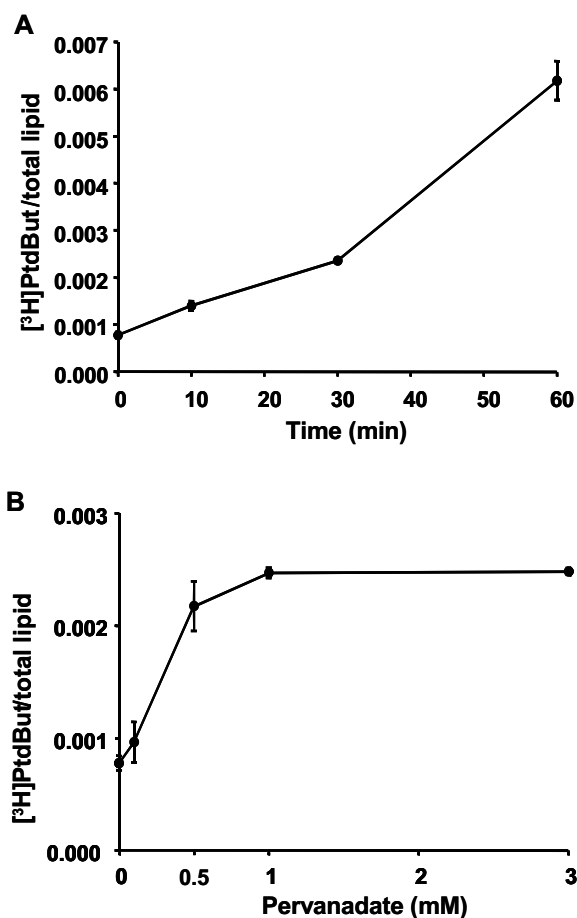 A
0.007
0.006
0.005
0.004
0.003
0.002
0.001
0.000
[³H]PtdBut/total lipid
0 10 20 30 40 50 60
Time (min)
B
0.003
0.002
0.001
0.000
[³H]PtdBut/total lipid
0 0.5 1 2 3
Pervanadate (mM)